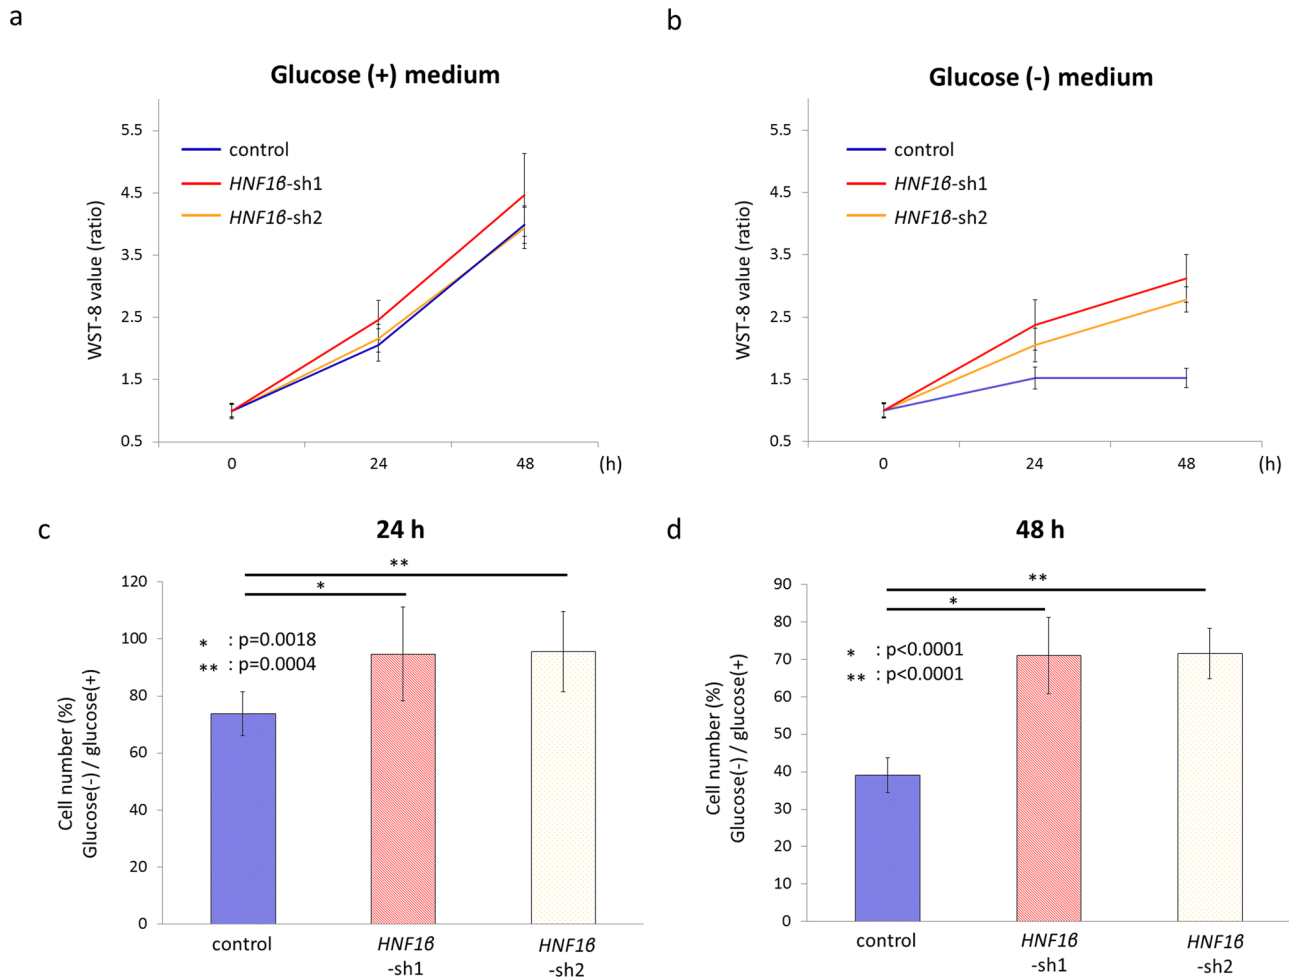 a
Glucose (+) medium
5.5
4.5
3.5
2.5
1.5
0.5
WST-8 value (ratio)
control
HNF1β-sh1
HNF1β-sh2
0 24 48 (h)
b
Glucose (-) medium
5.5
4.5
3.5
2.5
1.5
0.5
WST-8 value (ratio)
control
HNF1β-sh1
HNF1β-sh2
0 24 48 (h)
c
24 h
**
*
120
100
80
60
40
20
0
Cell number (%)
Glucose(-) / glucose(+)
* : p=0.0018
** : p=0.0004
control HNF1β HNF1β
-sh1 -sh2
d
48 h
**
*
90
80
70
60
50
40
30
20
10
0
Cell number (%)
Glucose(-) / glucose(+)
* : p<0.0001
** : p<0.0001
control HNF1β HNF1β
-sh1 -sh2